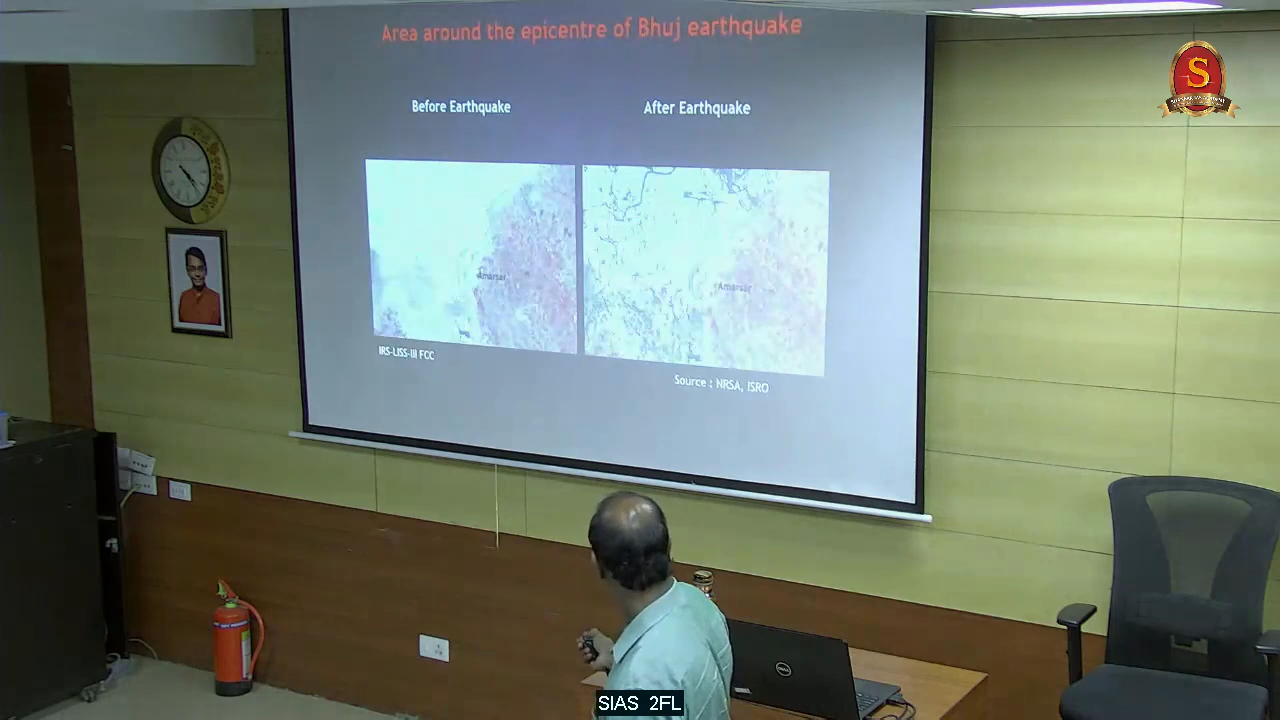 Area around the epicentre of Bhuj earthquake
Before Earthquake
After Earthquake
Amarsar
Amarsar
IRS-LISS-III FCC
Source : NRSA, ISRO
S
DELL
SIAS 2FL